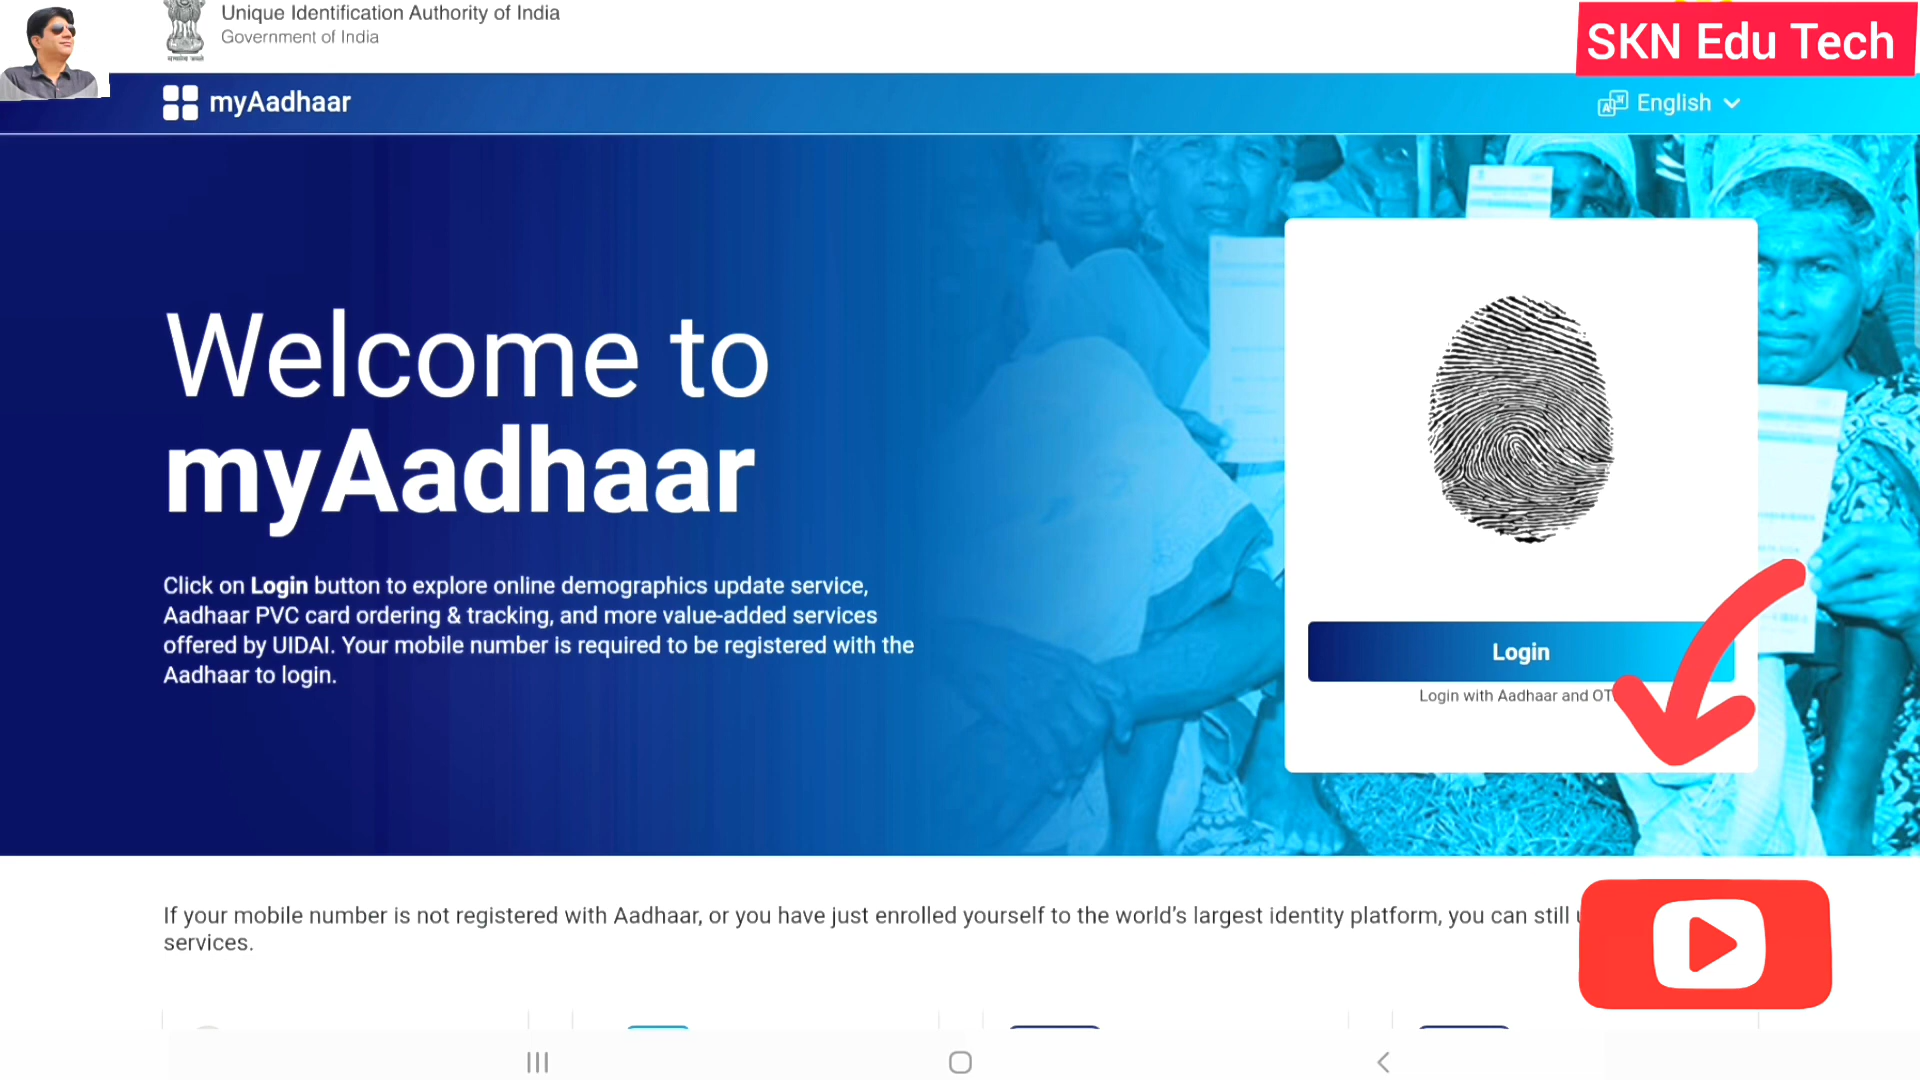 Unique Identification Authority of India
Government of India
SKN Edu Tech
myAadhaar
English
Welcome to
myAadhaar
Click on Login button to explore online demographics update service,
Aadhaar PVC card ordering & tracking, and more value-added services
offered by UIDAI. Your mobile number is required to be registered with the
Aadhaar to login.
Login
Login with Aadhaar and
If your mobile number is not registered with Aadhaar, or you have just enrolled yourself to the world's largest identity platform, you can still
services.